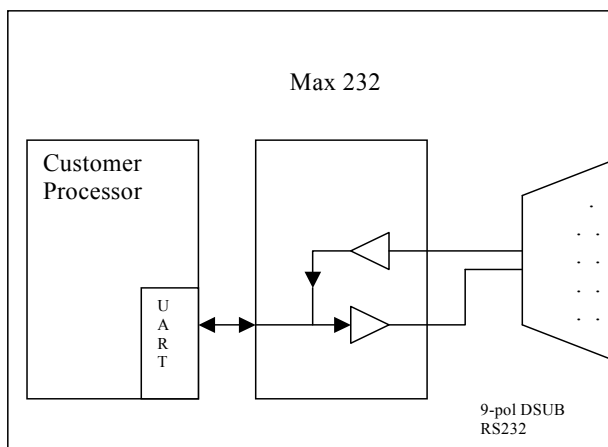 Max 232
Customer
Processor
U
A
R
T
9-pol DSUB
RS232